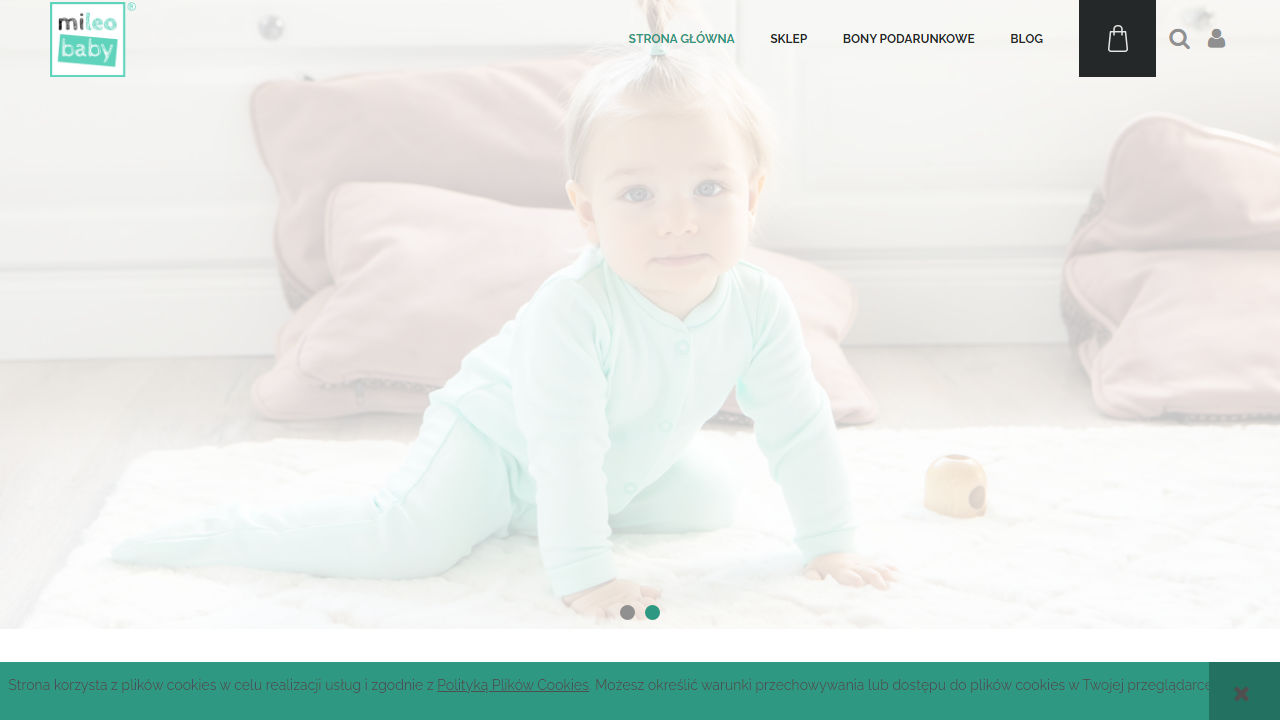 mileo
baby
®
STRONA GŁÓWNA SKLEP BONY PODARUNKOWE BLOG
Strona korzysta z plików cookies w celu realizacji usług i zgodnie z Polityką Plików Cookies. Możesz określić warunki przechowywania lub dostępu do plików cookies w Twojej przeglądarce